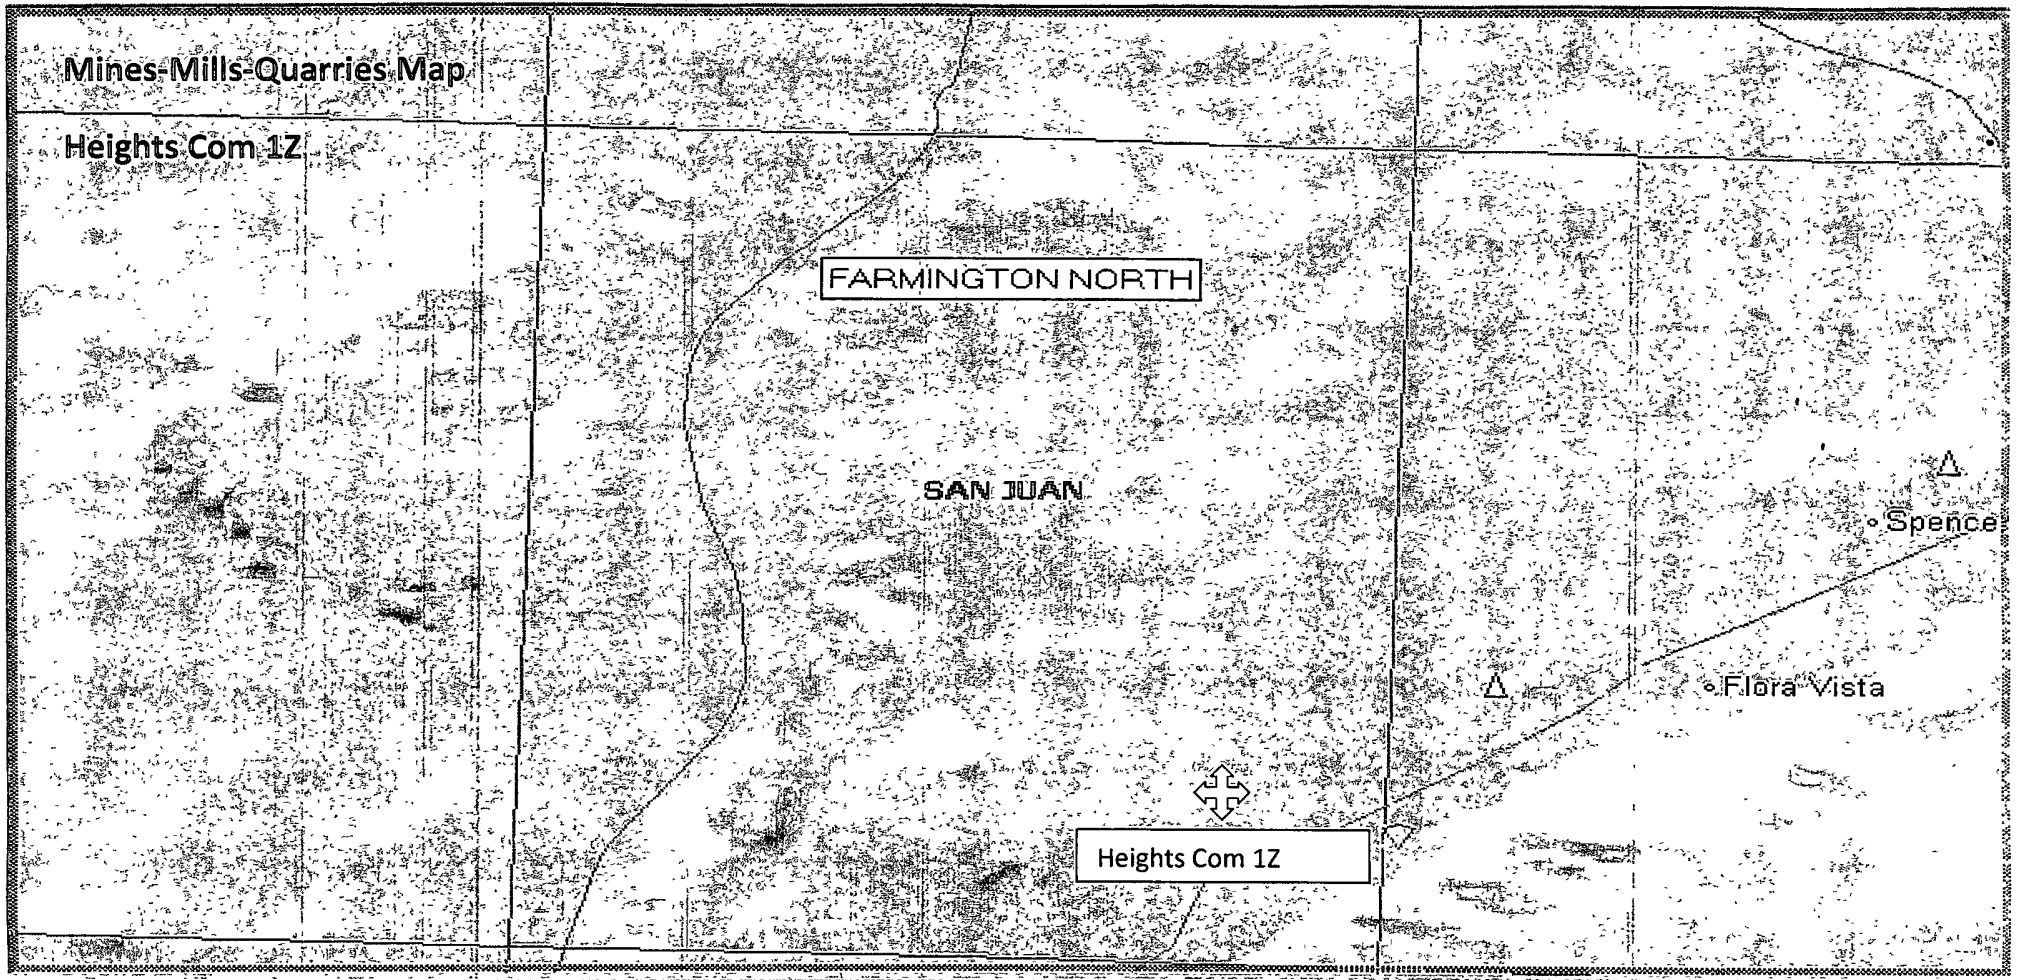 Mines-Mills-Quarries Map
Heights Com 1Z
FARMINGTON NORTH
SAN JUAN
Spence
Flora Vista
Heights Com 1Z